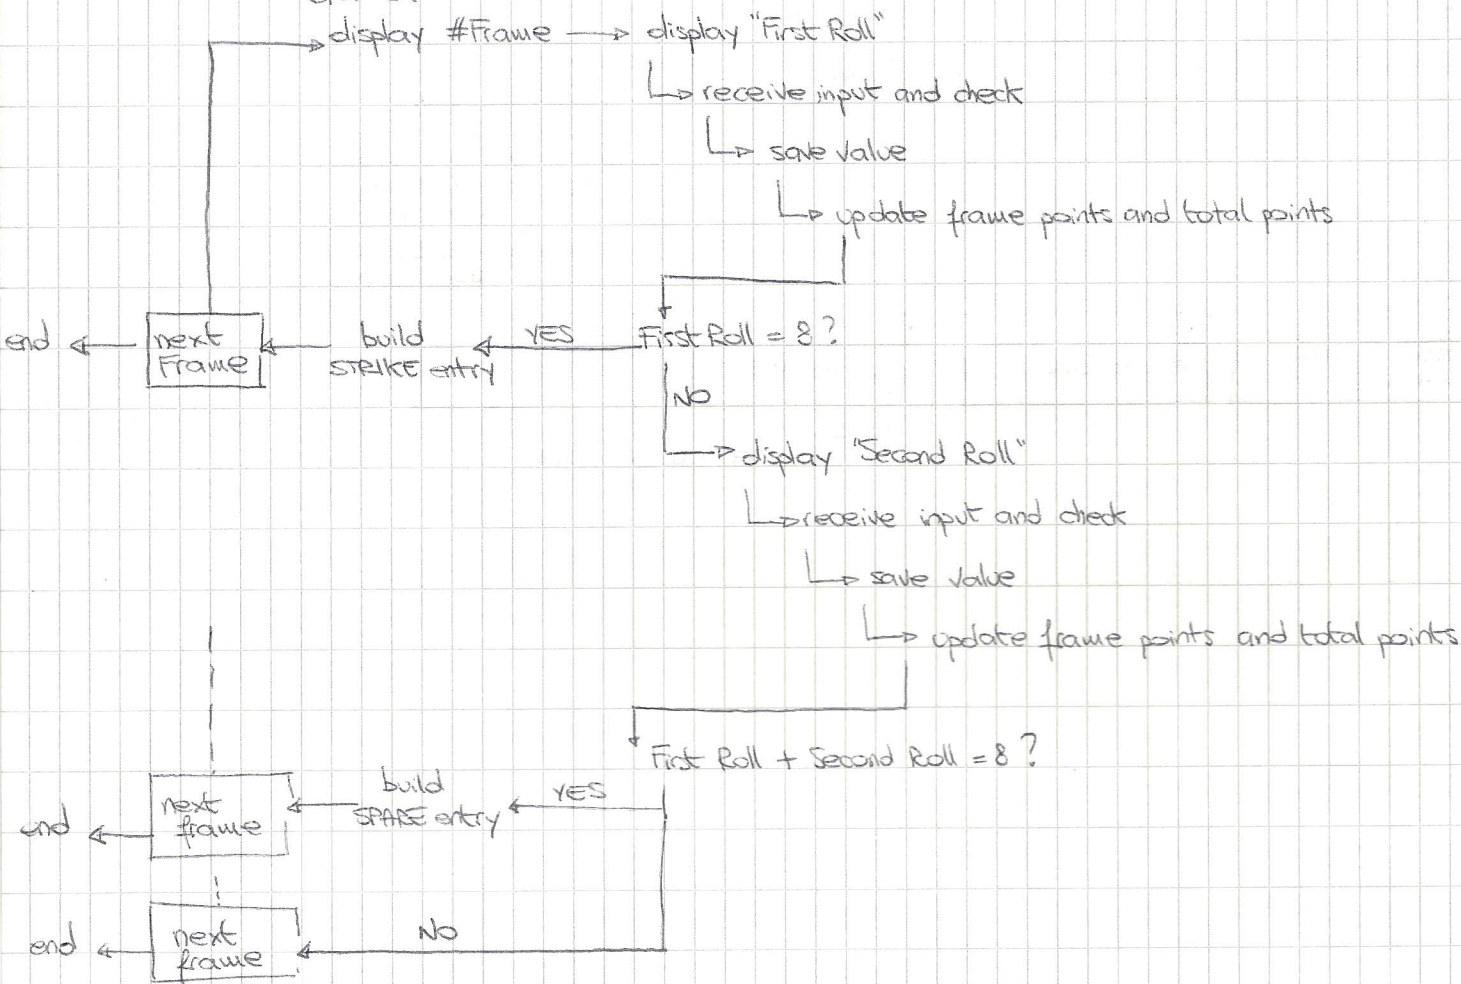 display #Frame
display "First Roll"
receive input and check
save value
update frame points and total points
First Roll = 8 ?
YES
build
STRIKE entry
next
Frame
end
NO
display "Second Roll"
receive input and check
save value
update frame points and total points
First Roll + Second Roll = 8 ?
YES
build
SPARE entry
next
frame
end
NO
next
frame
end